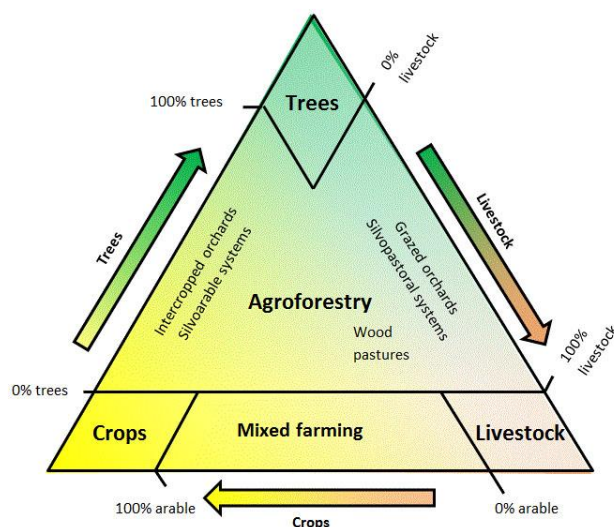 0%
livestock
Trees
100% trees
Trees
Livestock
Intercropped orchards
Silvoarable systems
Grazed orchards
Silvopastoral systems
Agroforestry
Wood
pastures
100%
livestock
0% trees
Crops
Mixed farming
Livestock
100% arable
Crops
0% arable